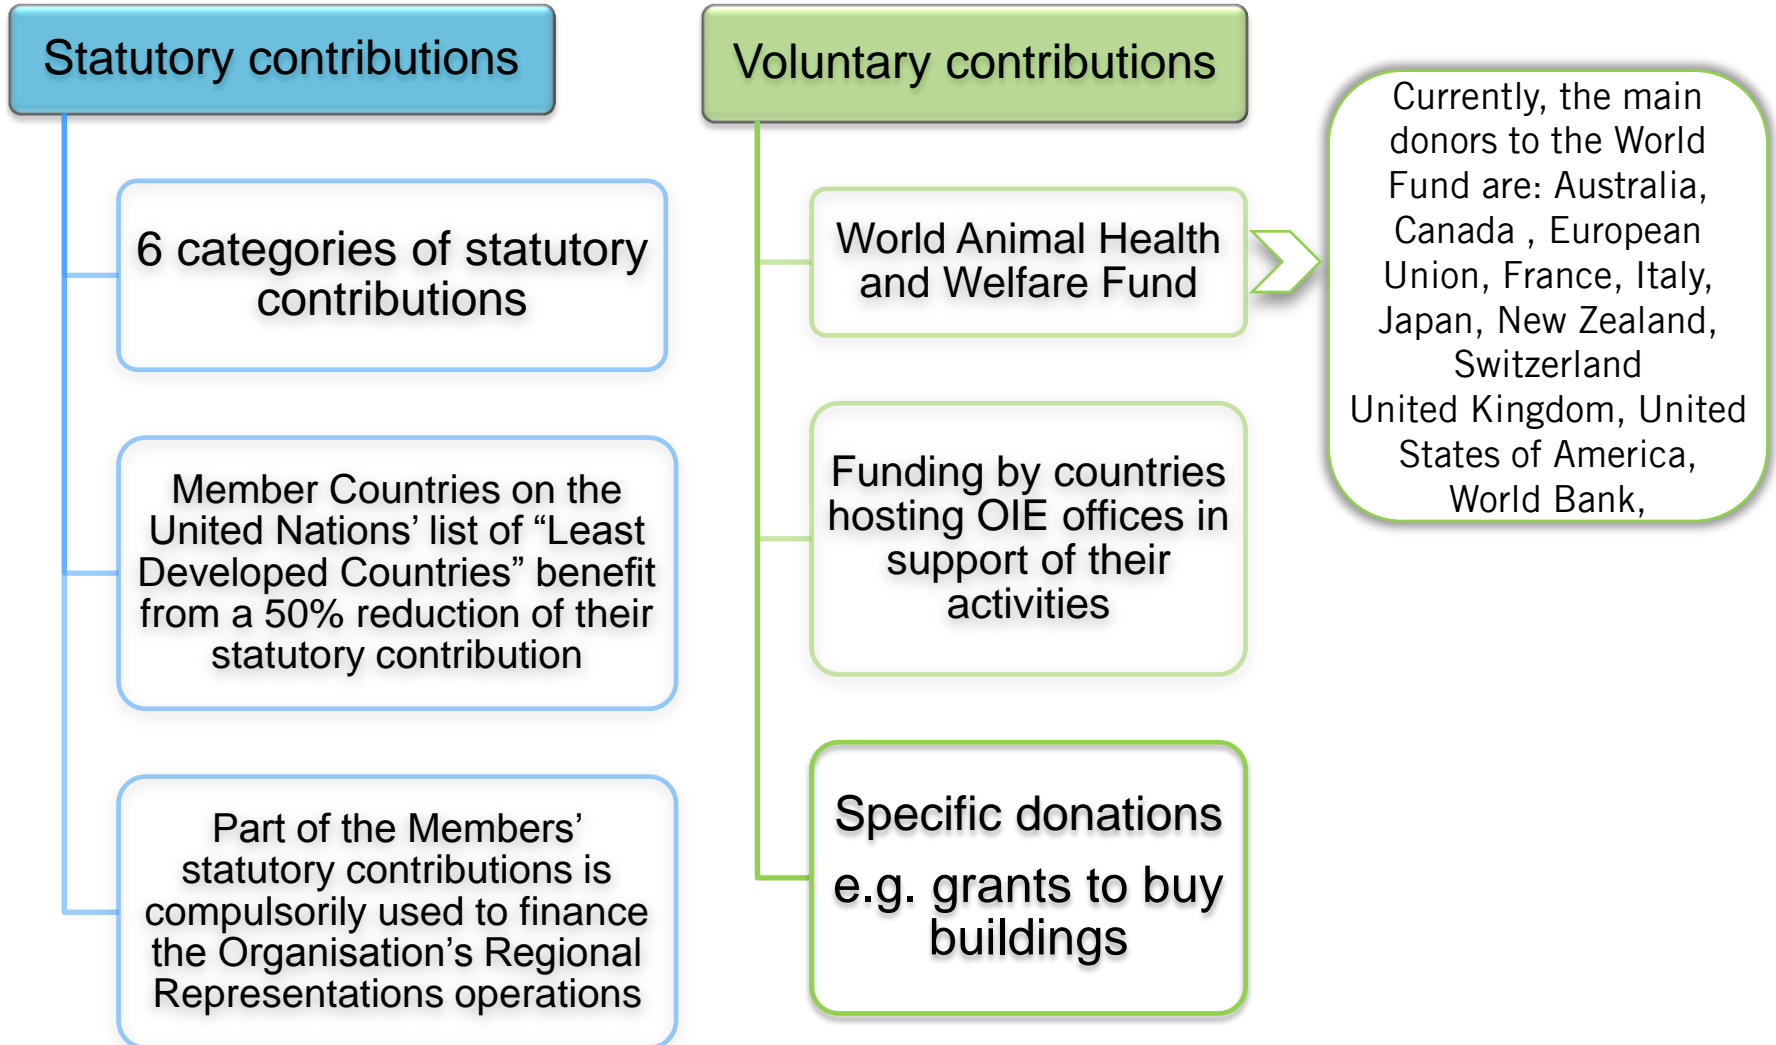 Statutory contributions
6 categories of statutory
contributions
Member Countries on the
United Nations’ list of “Least
Developed Countries” benefit
from a 50% reduction of their
statutory contribution
Part of the Members’
statutory contributions is
compulsorily used to finance
the Organisation’s Regional
Representations operations
Voluntary contributions
World Animal Health
and Welfare Fund
Funding by countries
hosting OIE offices in
support of their
activities
Specific donations
e.g. grants to buy
buildings
Currently, the main
donors to the World
Fund are: Australia,
Canada , European
Union, France, Italy,
Japan, New Zealand,
Switzerland
United Kingdom, United
States of America,
World Bank,